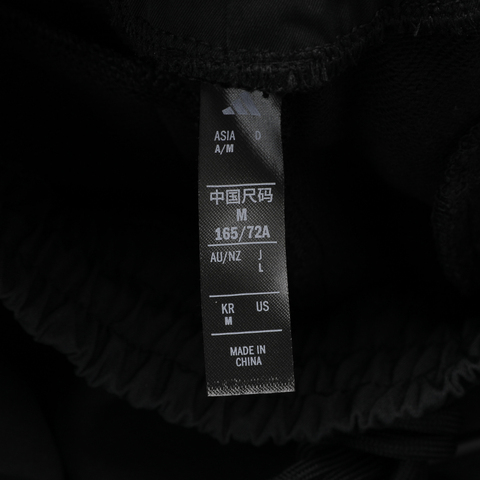 ASIA D
A/M
中国尺码
M
165/72A
AU/NZ J
L
KR US
M
MADE IN
CHINA